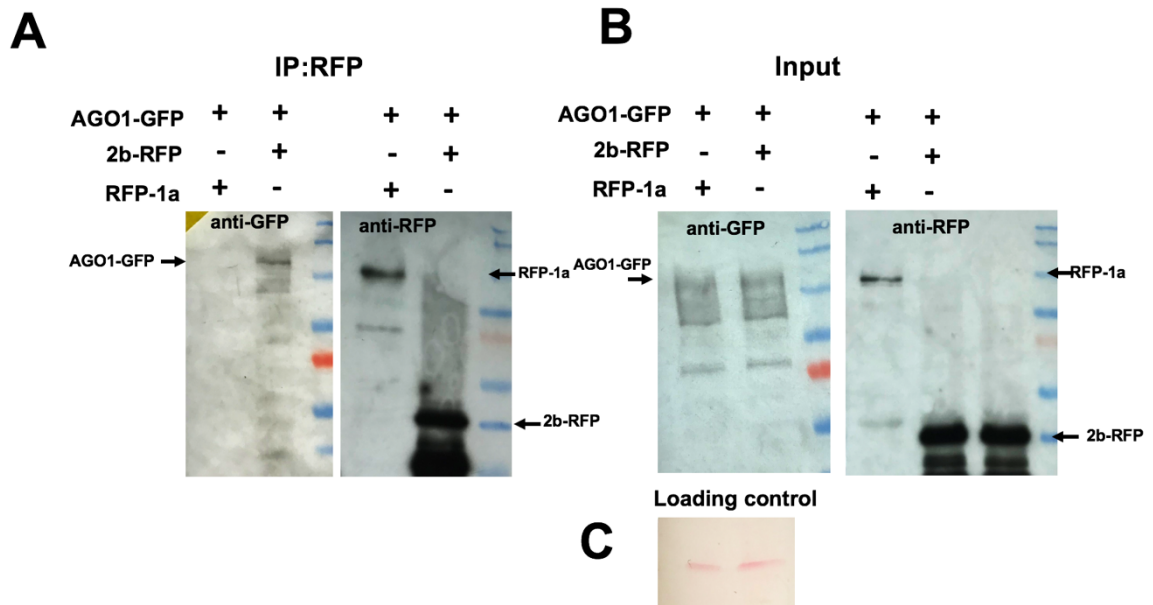 A
B
IP:RFP
Input
AGO1-GFP + + + +
2b-RFP - + - +
RFP-1a + - + -
AGO1-GFP + + + +
2b-RFP - + - +
RFP-1a + - + -
anti-GFP
anti-RFP
anti-GFP
anti-RFP
AGO1-GFP
RFP-1a
AGO1-GFP
RFP-1a
2b-RFP
2b-RFP
Loading control
C